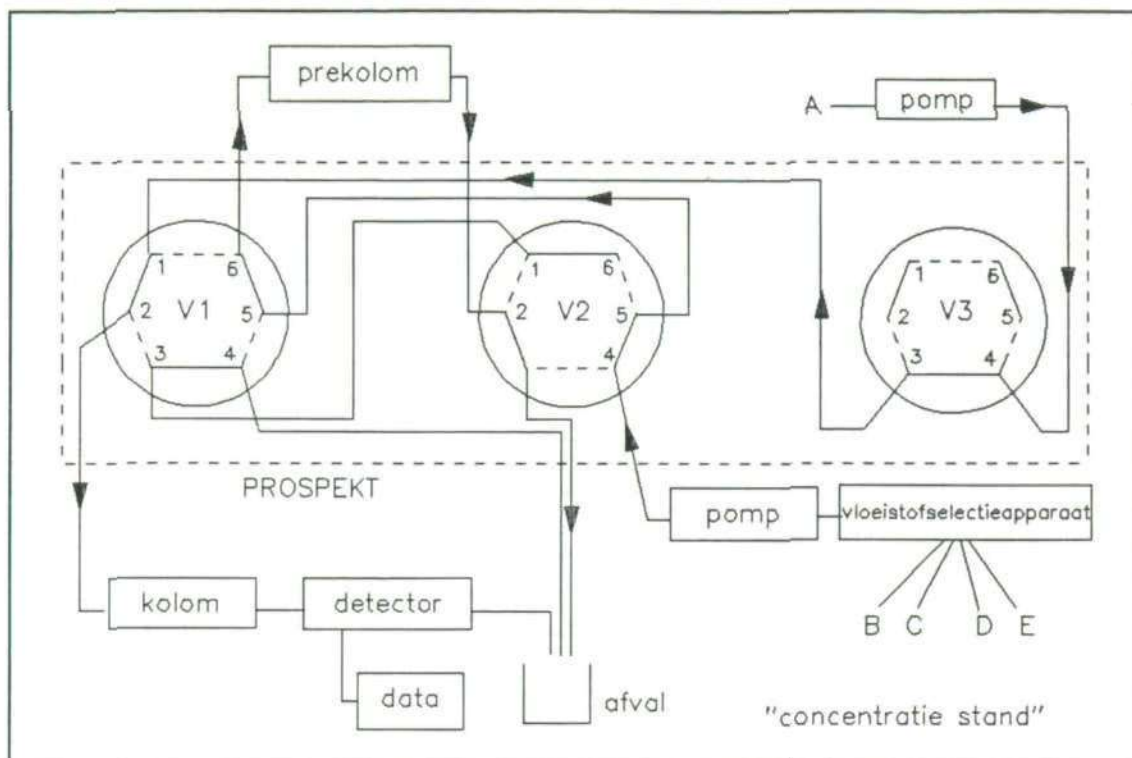 prekolom
A
pomp
1
6
2
V1
5
3
4
1
6
2
V2
5
4
1
6
2
V3
5
3
4
PROSPEKT
pomp
vloeistofselectieapparaat
kolom
detector
B C D E
data
afval
"concentratie stand"